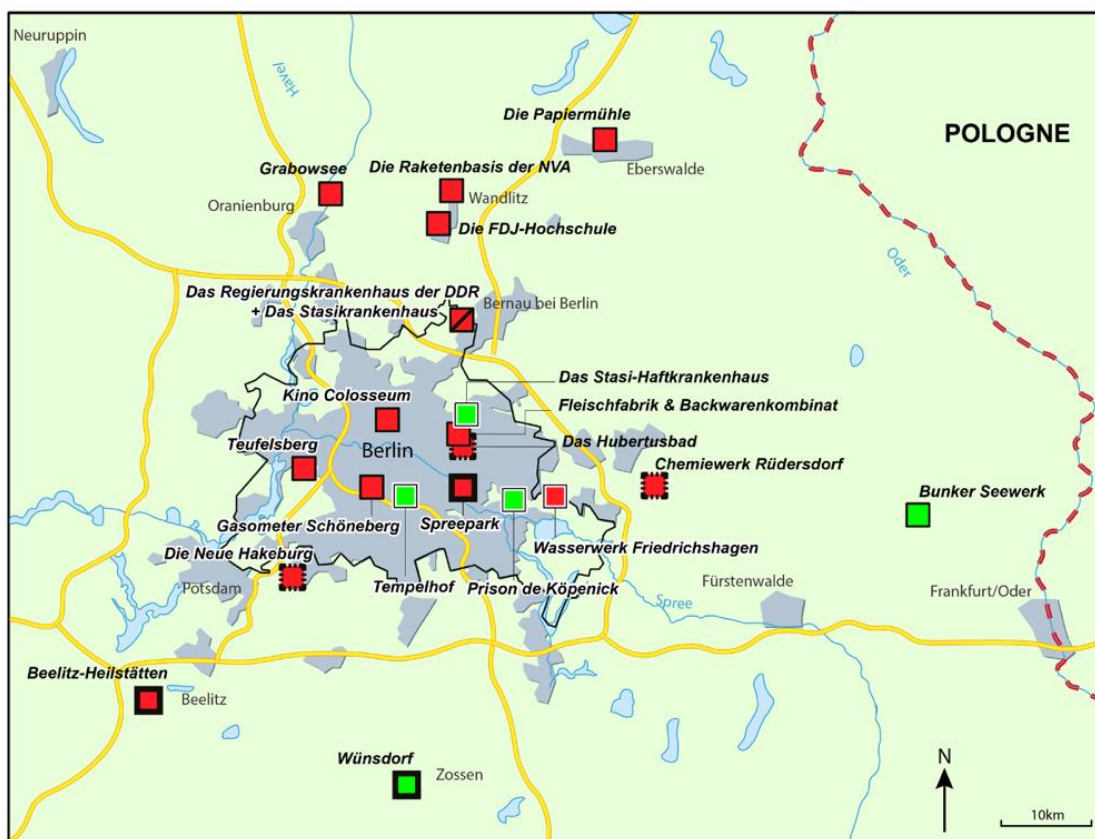 Neuruppin
Havel
Die Papiermühle
POLOGNE
Grabowsee
Die Raketenbasis der NVA
Eberswalde
Wandlitz
Oranienburg
Die FDJ-Hochschule
Oder
Das Regierungskrankenhaus der DDR
+ Das Stasikrankenhaus
Bernau bei Berlin
Das Stasi-Haftkrankenhaus
Kino Colosseum
Fleischfabrik & Backwarenkombinat
Teufelsberg
Berlin
Das Hubertusbad
Chemiewerk Rüdersdorf
Bunker Seewerk
Gasometer Schöneberg
Spreepark
Wasserwerk Friedrichshagen
Die Neue Hakeburg
Potsdam
Tempelhof
Prison de Köpenick
Fürstenwalde
Frankfurt/Oder
Spree
Beelitz-Heilstätten
Beelitz
Wünsdorf
Zossen
N
10km